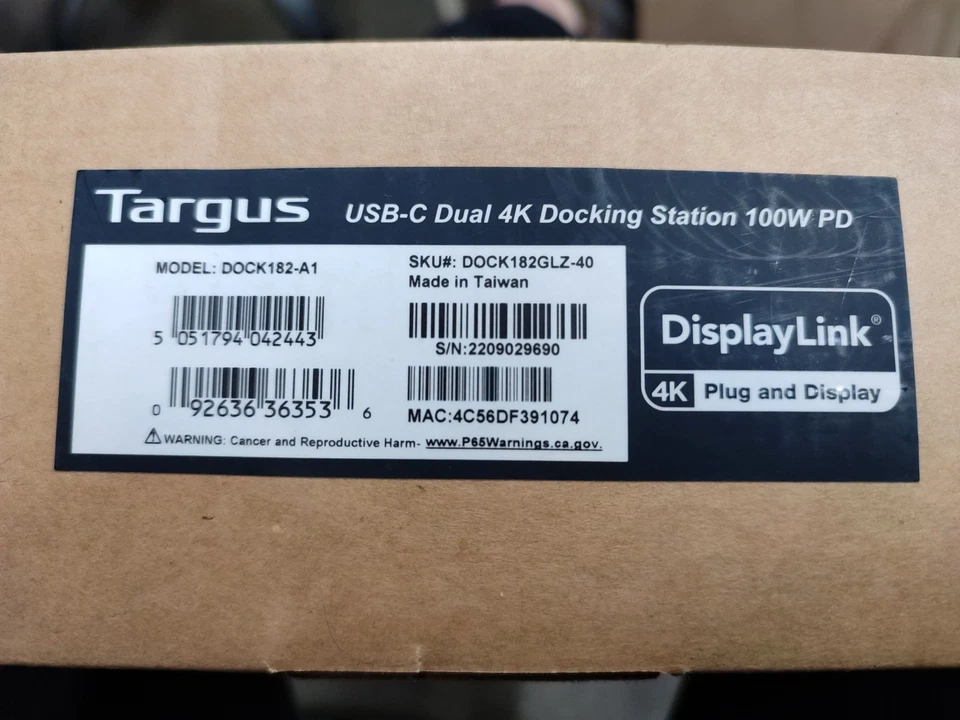 Targus USB-C Dual 4K Docking Station 100W PD
MODEL: DOCK182-A1
5 051794 042443
0 92636 36353 6
SKU#: DOCK182GLZ-40
Made in Taiwan
S/N:2209029690
MAC:4C56DF391074
⚠WARNING: Cancer and Reproductive Harm- www.P65Warnings.ca.gov.
DisplayLink®
4K Plug and Display